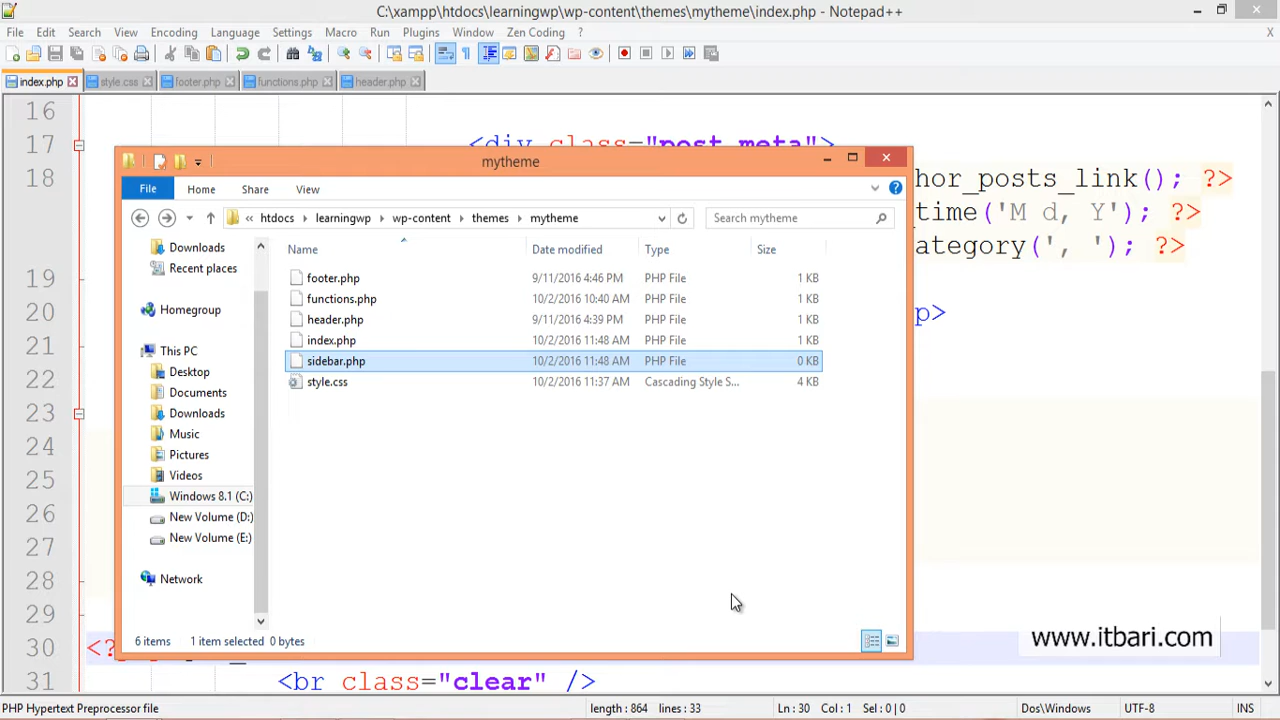 C:\xampp\htdocs\learningwp\wp-content\themes\mytheme\index.php - Notepad++
File Edit Search View Encoding Language Settings Macro Run Plugins Window Zen Coding ? X
index.php style.css footer.php functions.php header.php
16
17 <div class="post meta">
18 hor_posts_link(); ?>
time('M d, Y'); ?>
ategory(', '); ?>
19
20 p>
21
22
23
24
25
26
27
28
29
30 <?
31 <br class="clear" />
mytheme
File Home Share View
htdocs learningwp wp-content themes mytheme Search mytheme
Name Date modified Type Size
Downloads
Recent places
Homegroup
This PC
Desktop
Documents
Downloads
Music
Pictures
Videos
Windows 8.1 (C:)
New Volume (D:)
New Volume (E:)
Network
footer.php 9/11/2016 4:46 PM PHP File 1 KB
functions.php 10/2/2016 10:40 AM PHP File 1 KB
header.php 9/11/2016 4:39 PM PHP File 1 KB
index.php 10/2/2016 11:48 AM PHP File 1 KB
sidebar.php 10/2/2016 11:48 AM PHP File 0 KB
style.css 10/2/2016 11:37 AM Cascading Style S... 4 KB
6 items 1 item selected 0 bytes
www.itbari.com
PHP Hypertext Preprocessor file length : 864 lines : 33 Ln : 30 Col : 1 Sel : 0 | 0 Dos\Windows UTF-8 INS